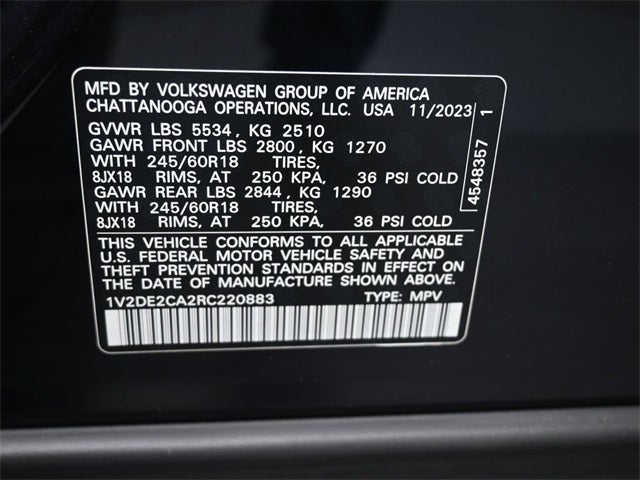 MFD BY VOLKSWAGEN GROUP OF AMERICA
CHATTANOOGA OPERATIONS, LLC. USA 11/2023
GVWR LBS 5534, KG 2510
GAWR FRONT LBS 2800, KG 1270
WITH 245/60R18 TIRES,
8JX18 RIMS, AT 250 KPA, 36 PSI COLD
GAWR REAR LBS 2844, KG 1290
WITH 245/60R18 TIRES,
8JX18 RIMS, AT 250 KPA, 36 PSI COLD
THIS VEHICLE CONFORMS TO ALL APPLICABLE
U.S. FEDERAL MOTOR VEHICLE SAFETY AND
THEFT PREVENTION STANDARDS IN EFFECT ON
THE DATE OF MANUFACTURE SHOWN ABOVE.
1V2DE2CA2RC220883 TYPE: MPV
4548357 1